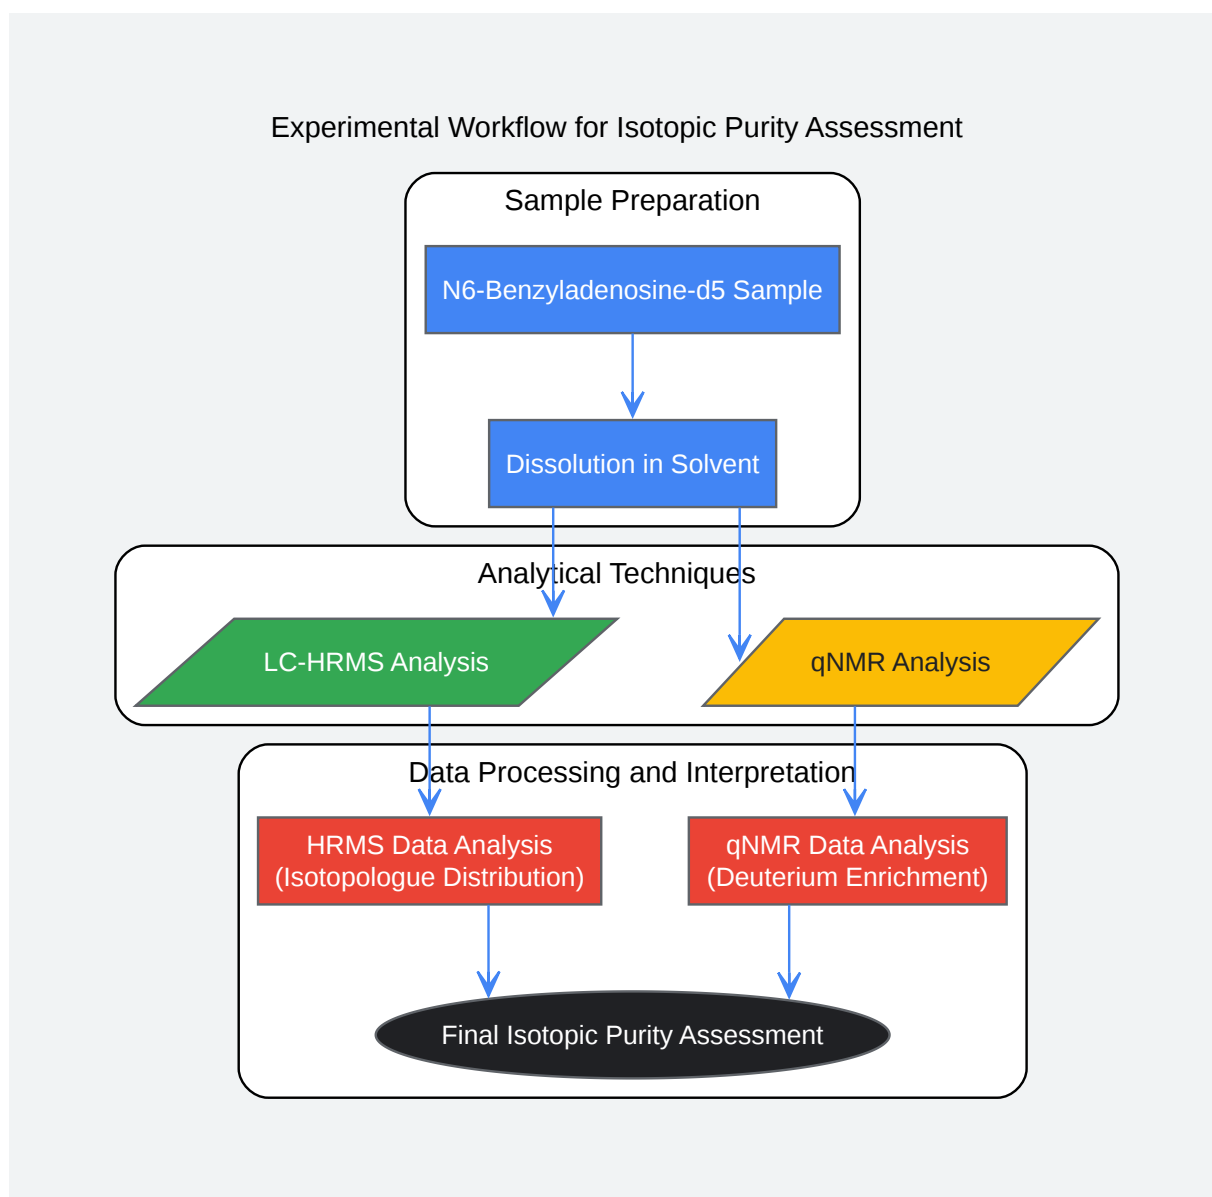 Experimental Workflow for Isotopic Purity Assessment
Sample Preparation
N6-Benzyladenosine-d5 Sample
Dissolution in Solvent
Analytical Techniques
LC-HRMS Analysis
qNMR Analysis
Data Processing and Interpretation
HRMS Data Analysis
(Isotopologue Distribution)
qNMR Data Analysis
(Deuterium Enrichment)
Final Isotopic Purity Assessment